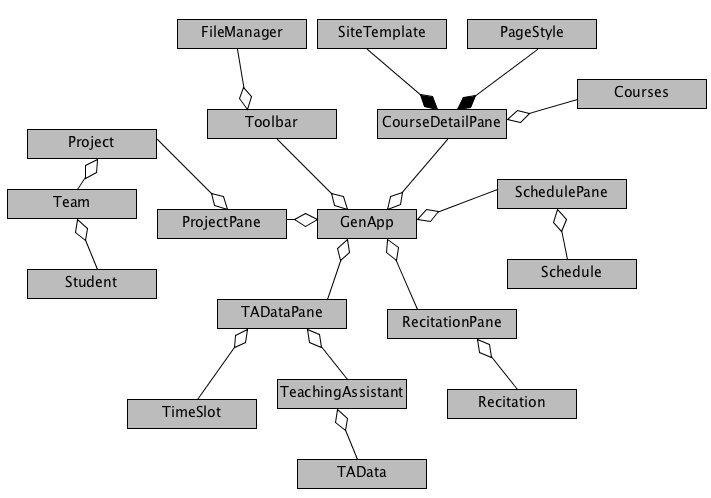 FileManager
SiteTemplate
PageStyle
Courses
Toolbar
CourseDetailPane
Project
SchedulePane
Team
ProjectPane
GenApp
Schedule
Student
TADataPane
RecitationPane
TeachingAssistant
Recitation
TimeSlot
TAData